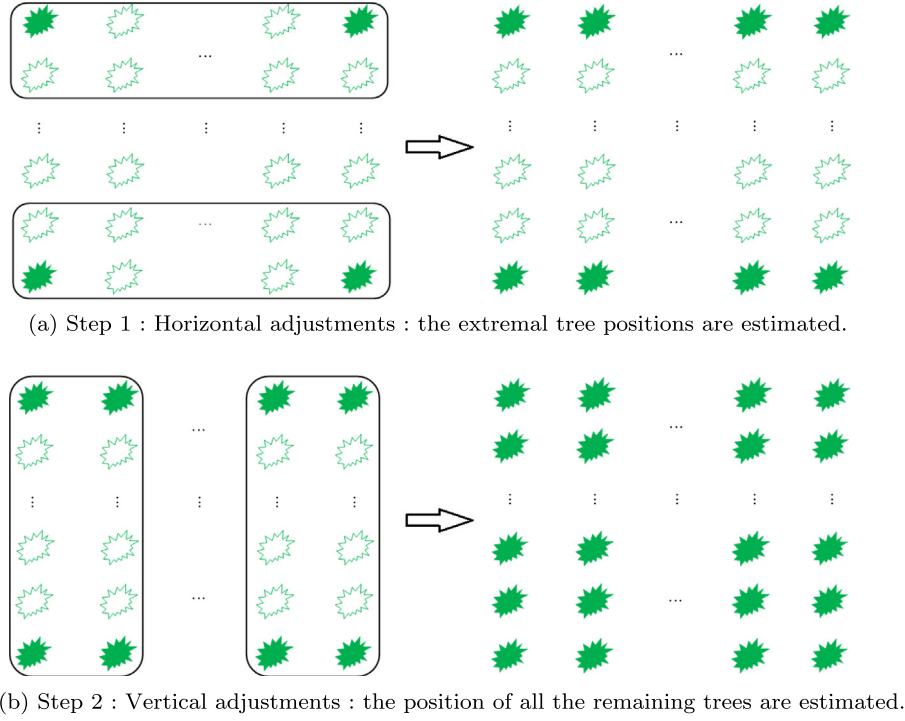 (a) Step 1 : Horizontal adjustments : the extremal tree positions are estimated.
(b) Step 2 : Vertical adjustments : the position of all the remaining trees are estimated.